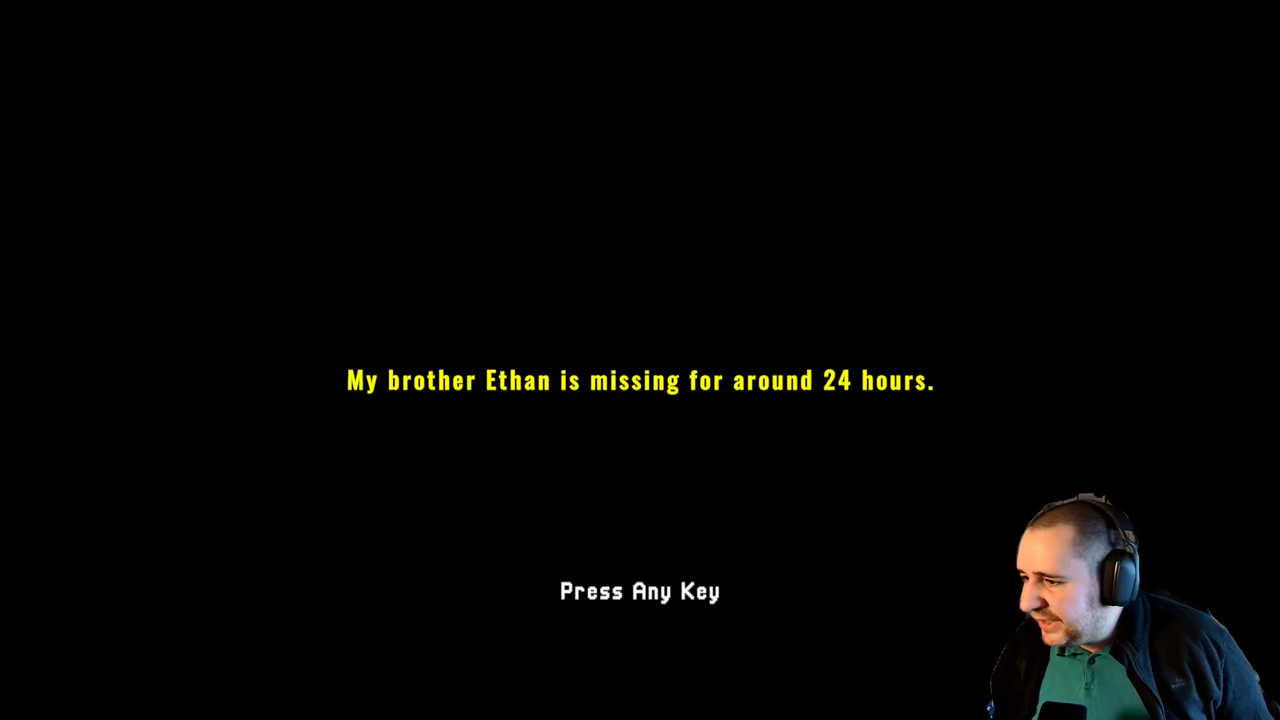 My brother Ethan is missing for around 24 hours.
Press Any Key